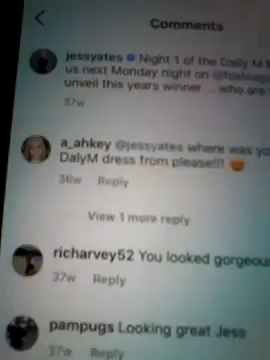 Comments
jessyates Night 1 of the Dally M
us next Monday night on
unveil this years winner ... who are
37w
a_ahkey @jessyates where was yo
DalyM dress from please!!!
36w Reply
View 1 more reply
richarvey52 You looked gorgeou
37w Reply
pampugs Looking great Jess
37w Reply